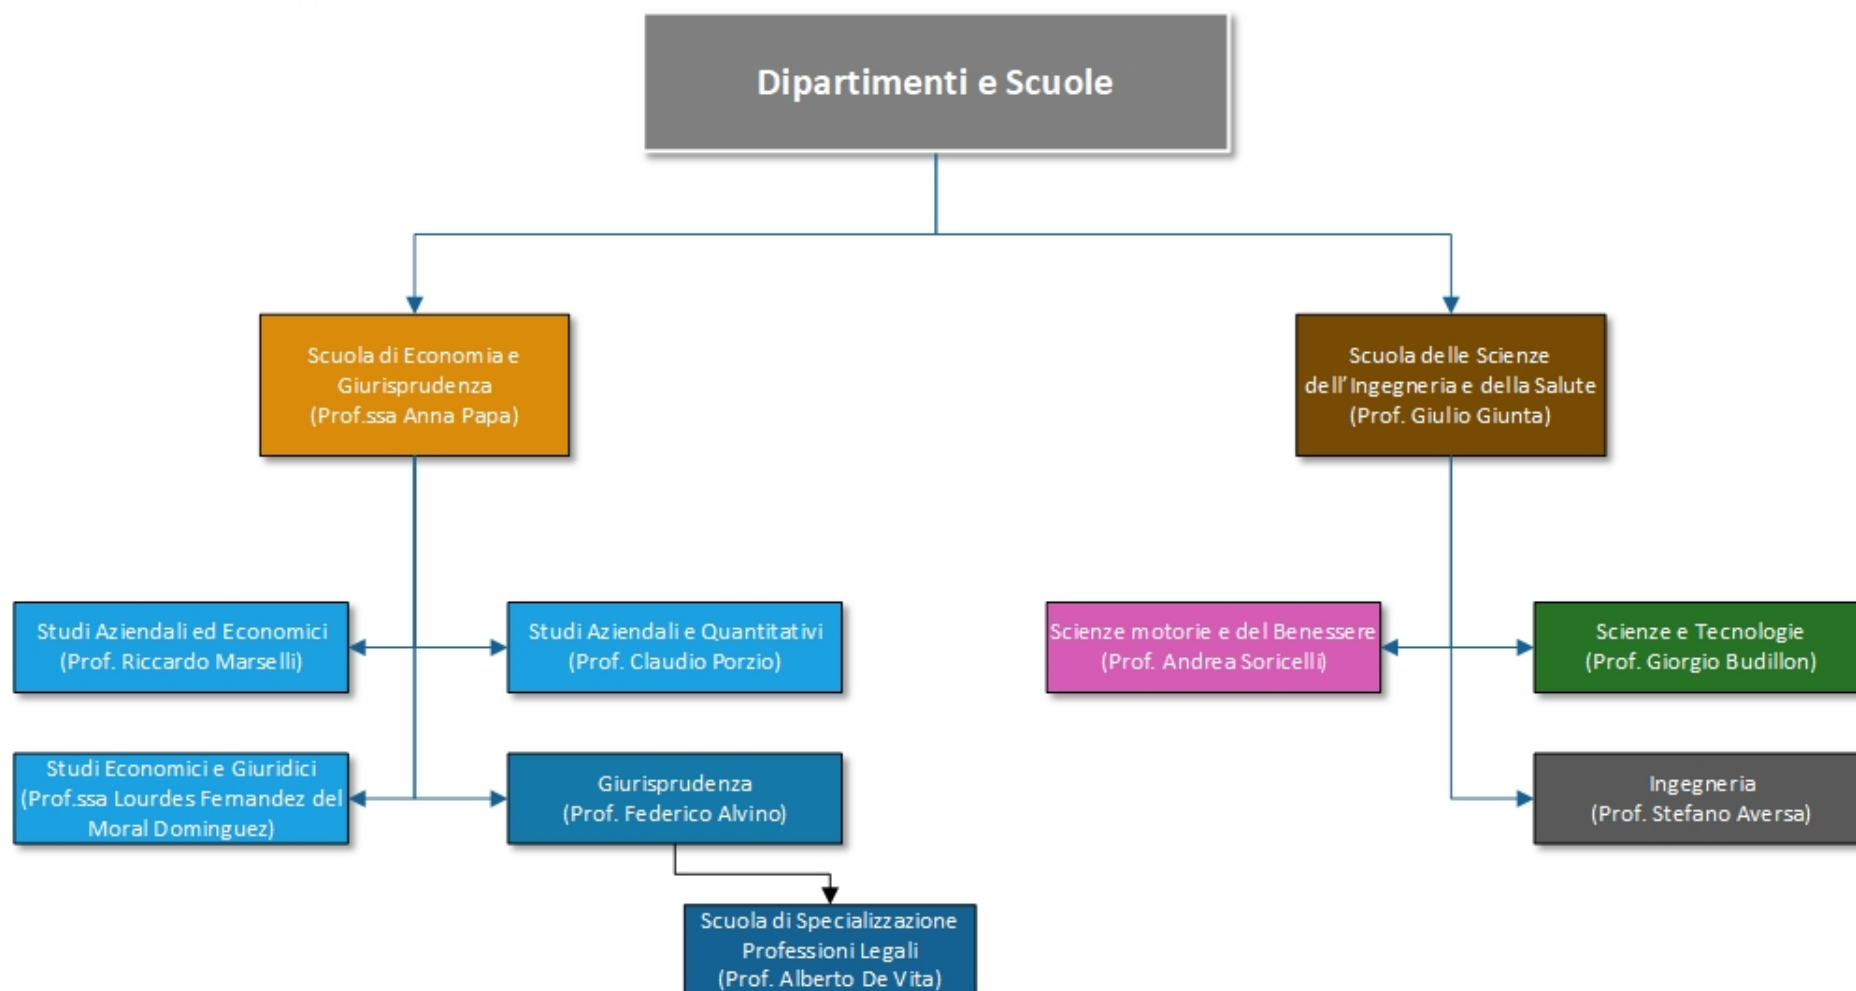 Dipartimenti e Scuole
Scuola di Economia e
Giurisprudenza
(Prof.ssa Anna Papa)
Scuola delle Scienze
dell'Ingegneria e della Salute
(Prof. Giulio Giunta)
Studi Aziendali ed Economici
(Prof. Riccardo Marselli)
Studi Aziendali e Quantitativi
(Prof. Claudio Porzio)
Scienze motorie e del Benessere
(Prof. Andrea Soricelli)
Scienze e Tecnologie
(Prof. Giorgio Budillon)
Studi Economici e Giuridici
(Prof.ssa Lourdes Fernandez del
Moral Dominguez)
Giurisprudenza
(Prof. Federico Alvino)
Ingegneria
(Prof. Stefano Aversa)
Scuola di Specializzazione
Professioni Legali
(Prof. Alberto De Vita)